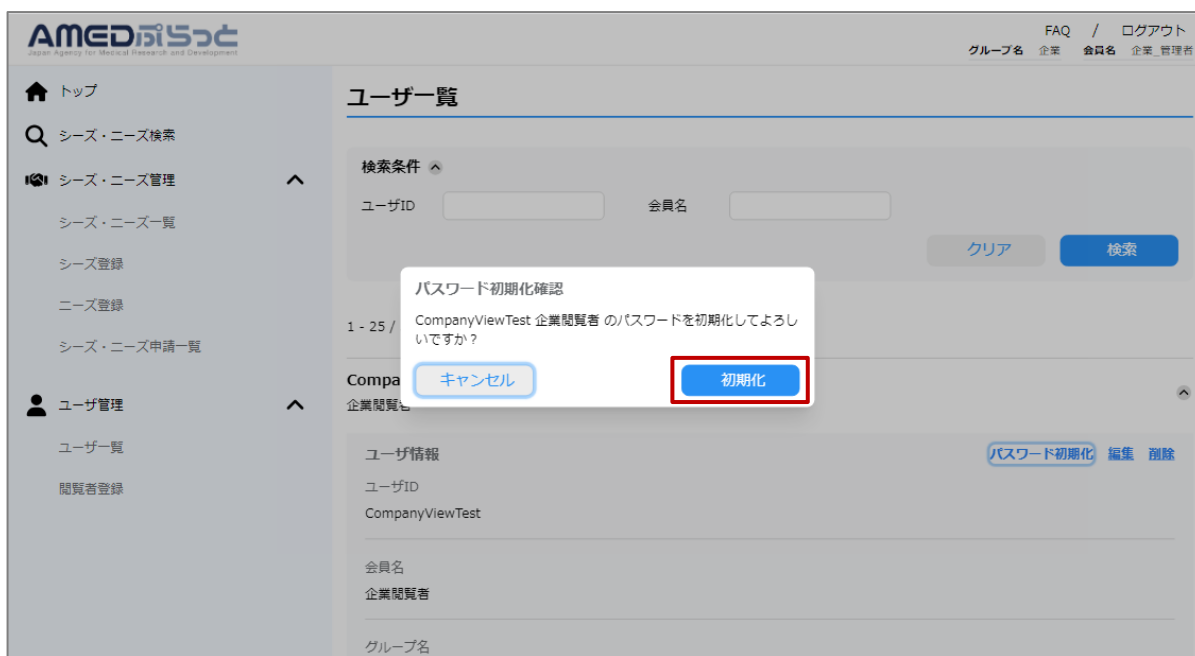 AMEDぷらっと
Japan Agency for Medical Research and Development
FAQ / ログアウト
グループ名 企業 会員名 企業_管理者
トップ
シーズ・ニーズ検索
シーズ・ニーズ管理
シーズ・ニーズ一覧
シーズ登録
ニーズ登録
シーズ・ニーズ申請一覧
ユーザ管理
ユーザ一覧
閲覧者登録
ユーザ一覧
検索条件
ユーザID 会員名
クリア 検索
1 - 25 /
パスワード初期化確認
CompanyViewTest 企業閲覧者 のパスワードを初期化してよろし
いですか？
キャンセル 初期化
Compa
企業閲覧者
ユーザ情報 パスワード初期化 編集 削除
ユーザID
CompanyViewTest
会員名
企業閲覧者
グループ名